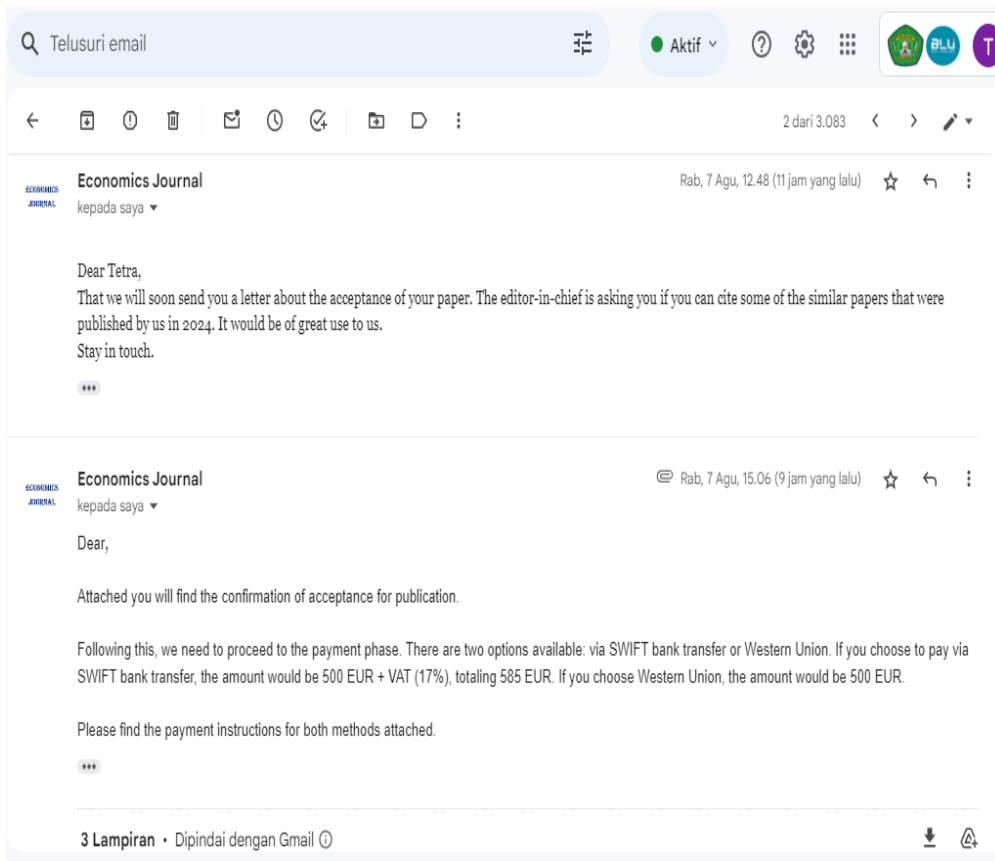 Telusuri email
Aktif
BLU
T
2 dari 3.083
ECONOMICS
JOURNAL
Economics Journal
Rab, 7 Agu, 12.48 (11 jam yang lalu)
kepada saya
Dear Tetra,
That we will soon send you a letter about the acceptance of your paper. The editor-in-chief is asking you if you can cite some of the similar papers that were
published by us in 2024. It would be of great use to us.
Stay in touch.
ECONOMICS
JOURNAL
Economics Journal
Rab, 7 Agu, 15.06 (9 jam yang lalu)
kepada saya
Dear,
Attached you will find the confirmation of acceptance for publication.
Following this, we need to proceed to the payment phase. There are two options available: via SWIFT bank transfer or Western Union. If you choose to pay via
SWIFT bank transfer, the amount would be 500 EUR + VAT (17%), totaling 585 EUR. If you choose Western Union, the amount would be 500 EUR.
Please find the payment instructions for both methods attached.
3 Lampiran • Dipindai dengan Gmail